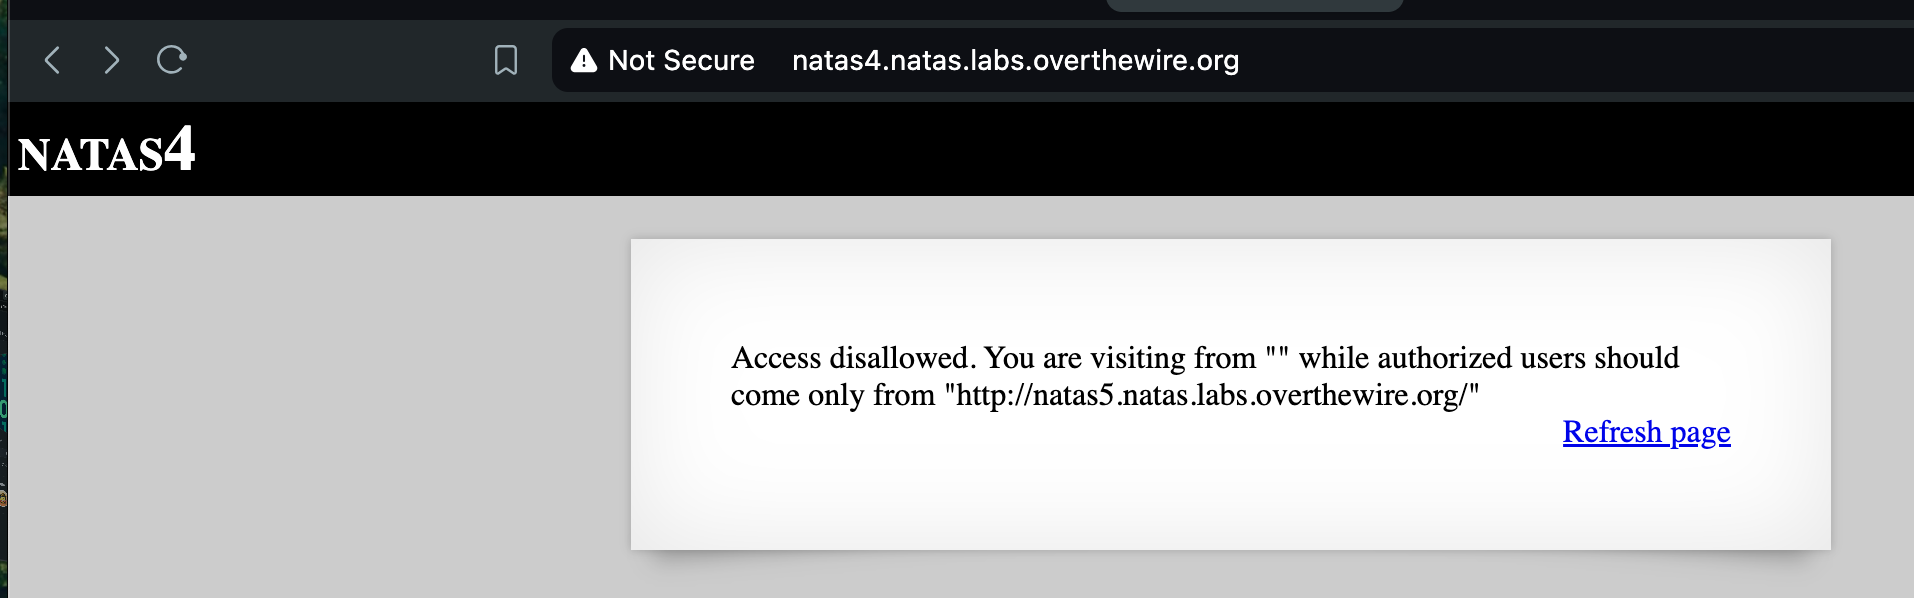 Not Secure natas4.natas.labs.overthewire.org
NATAS4
Access disallowed. You are visiting from "" while authorized users should
come only from "http://natas5.natas.labs.overthewire.org/"
Refresh page